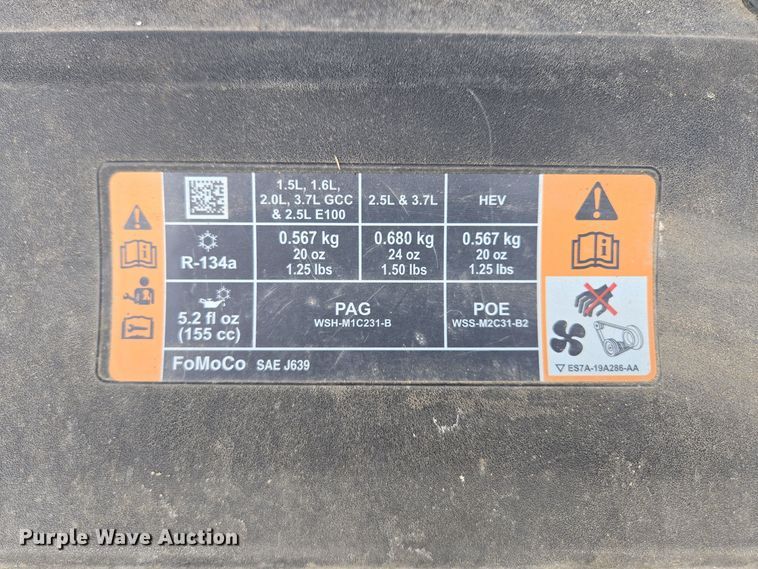 1.5L, 1.6L,
2.0L, 3.7L GCC
& 2.5L E100
2.5L & 3.7L
HEV
R-134a
0.567 kg
20 oz
1.25 lbs
0.680 kg
24 oz
1.50 lbs
0.567 kg
20 oz
1.25 lbs
5.2 fl oz
(155 cc)
PAG
WSH-M1C231-B
POE
WSS-M2C31-B2
FoMoCo SAE J639
ES7A-19A286-AA
Purple Wave Auction